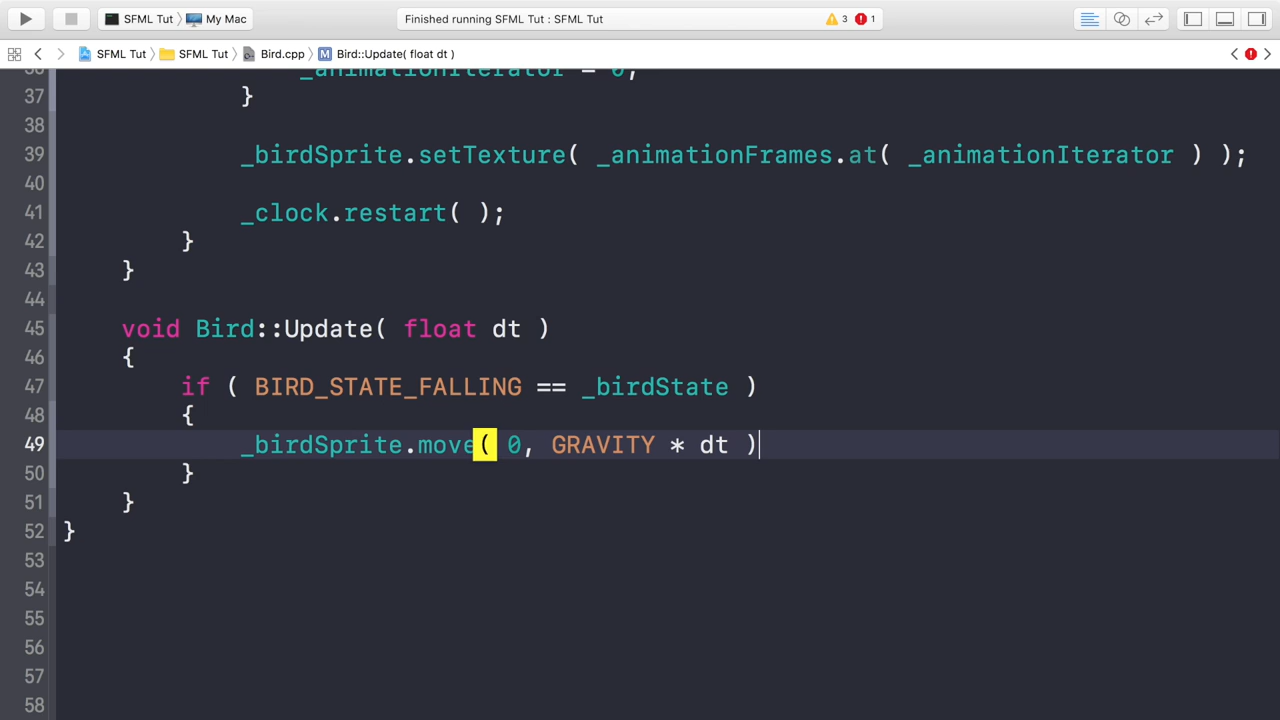 SFML Tut My Mac Finished running SFML Tut : SFML Tut 3 1
SFML Tut SFML Tut Bird.cpp M Bird::Update( float dt )
36 _animationIterator = 0;
37 }
38
39 _birdSprite.setTexture( _animationFrames.at( _animationIterator ) );
40
41 _clock.restart( );
42 }
43 }
44
45 void Bird::Update( float dt )
46 {
47 if ( BIRD_STATE_FALLING == _birdState )
48 {
49 _birdSprite.move( 0, GRAVITY * dt )
50 }
51 }
52 }
53
54
55
56
57
58